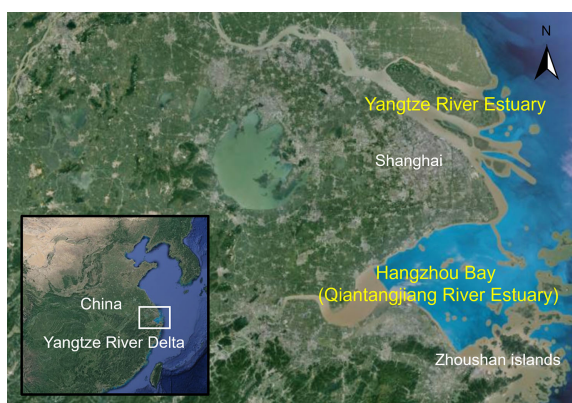 N
Yangtze River Estuary
Shanghai
Hangzhou Bay
(Qiantangjiang River Estuary)
China
Yangtze River Delta
Zhoushan islands